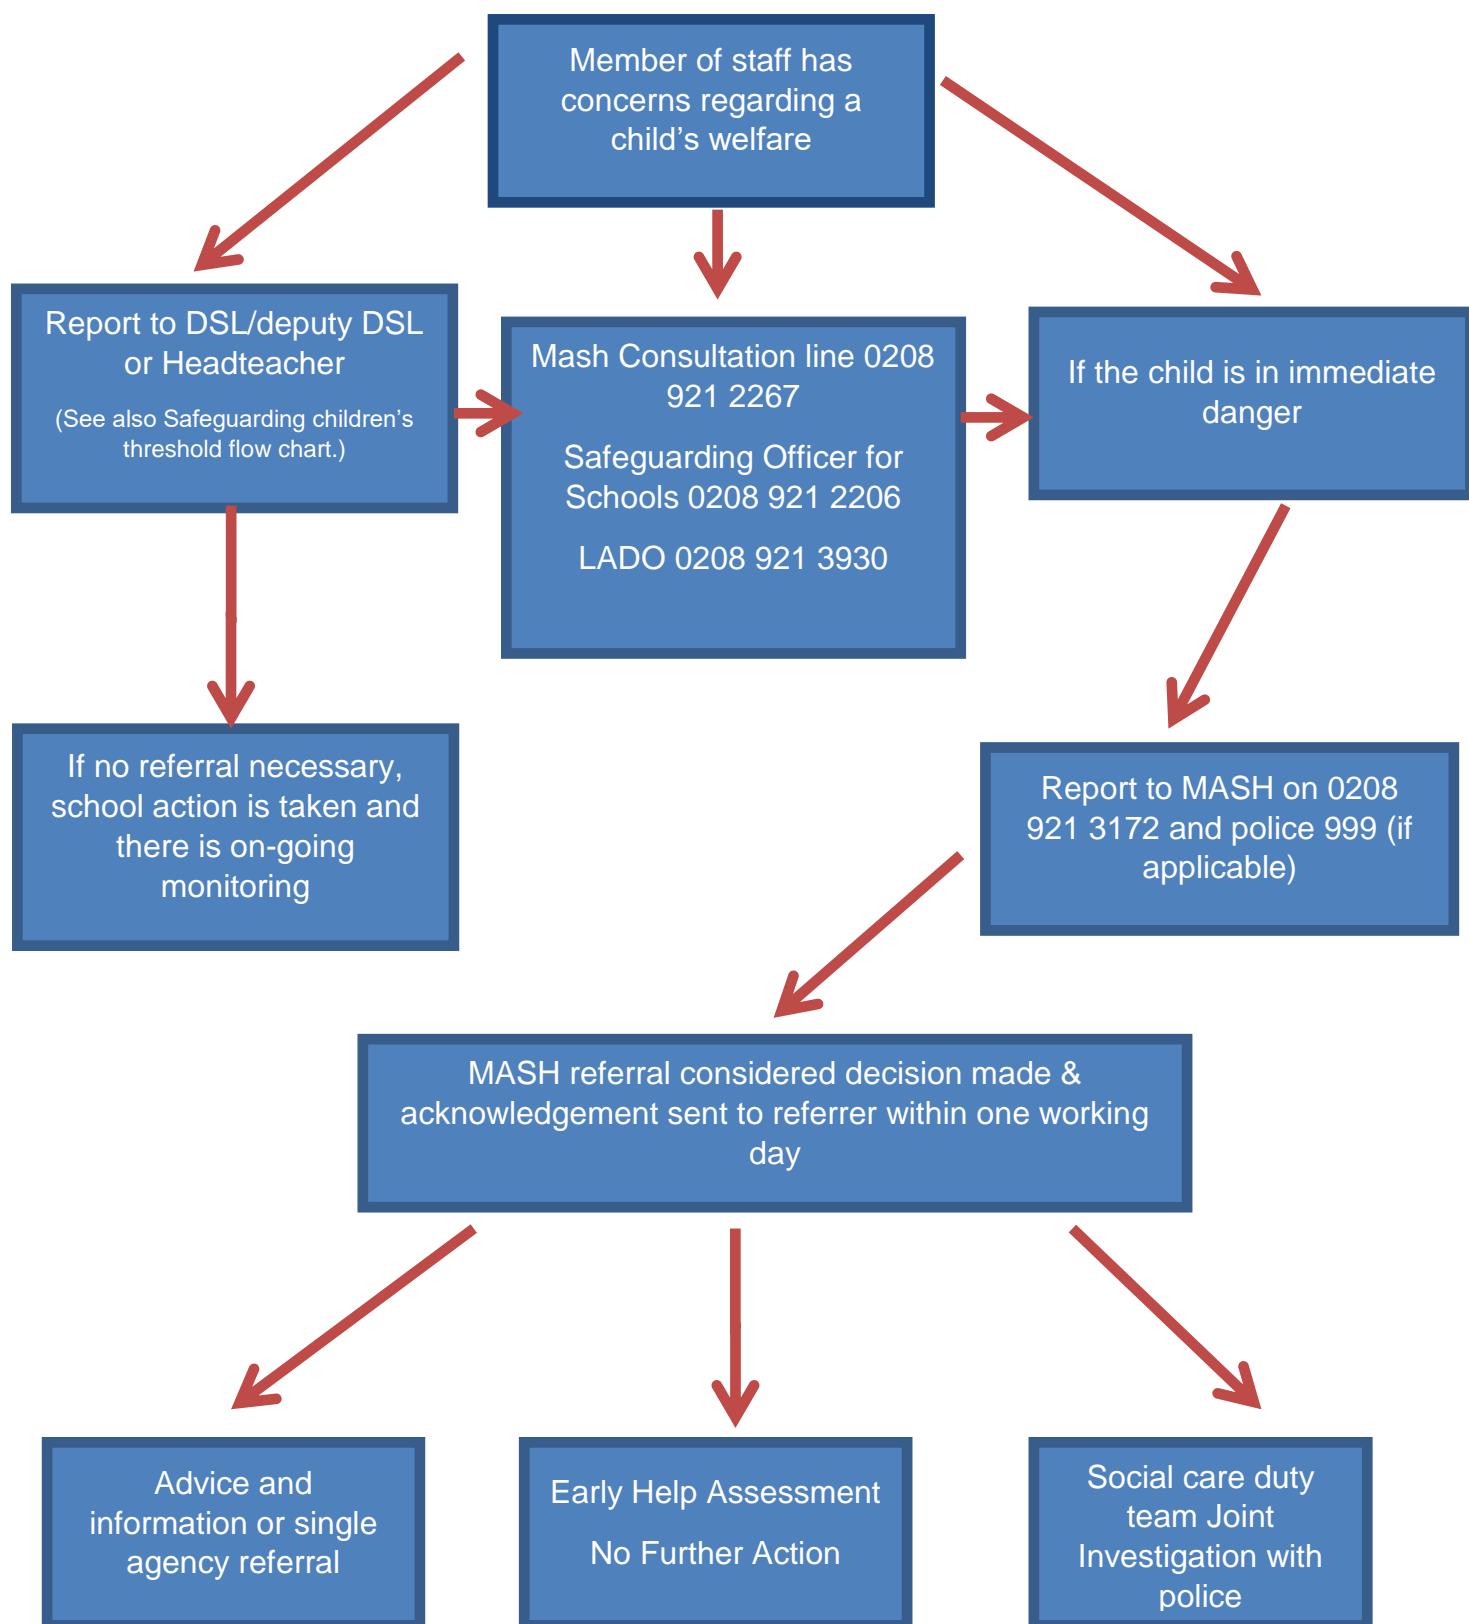 Member of staff has
concerns regarding a
child’s welfare
Report to DSL/deputy DSL
or Headteacher
(See also Safeguarding children’s
threshold flow chart.)
Mash Consultation line 0208
921 2267
Safeguarding Officer for
Schools 0208 921 2206
LADO 0208 921 3930
If the child is in immediate
danger
If no referral necessary,
school action is taken and
there is on-going
monitoring
Report to MASH on 0208
921 3172 and police 999 (if
applicable)
MASH referral considered decision made &
acknowledgement sent to referrer within one working
day
Advice and
information or single
agency referral
Early Help Assessment
No Further Action
Social care duty
team Joint
Investigation with
police